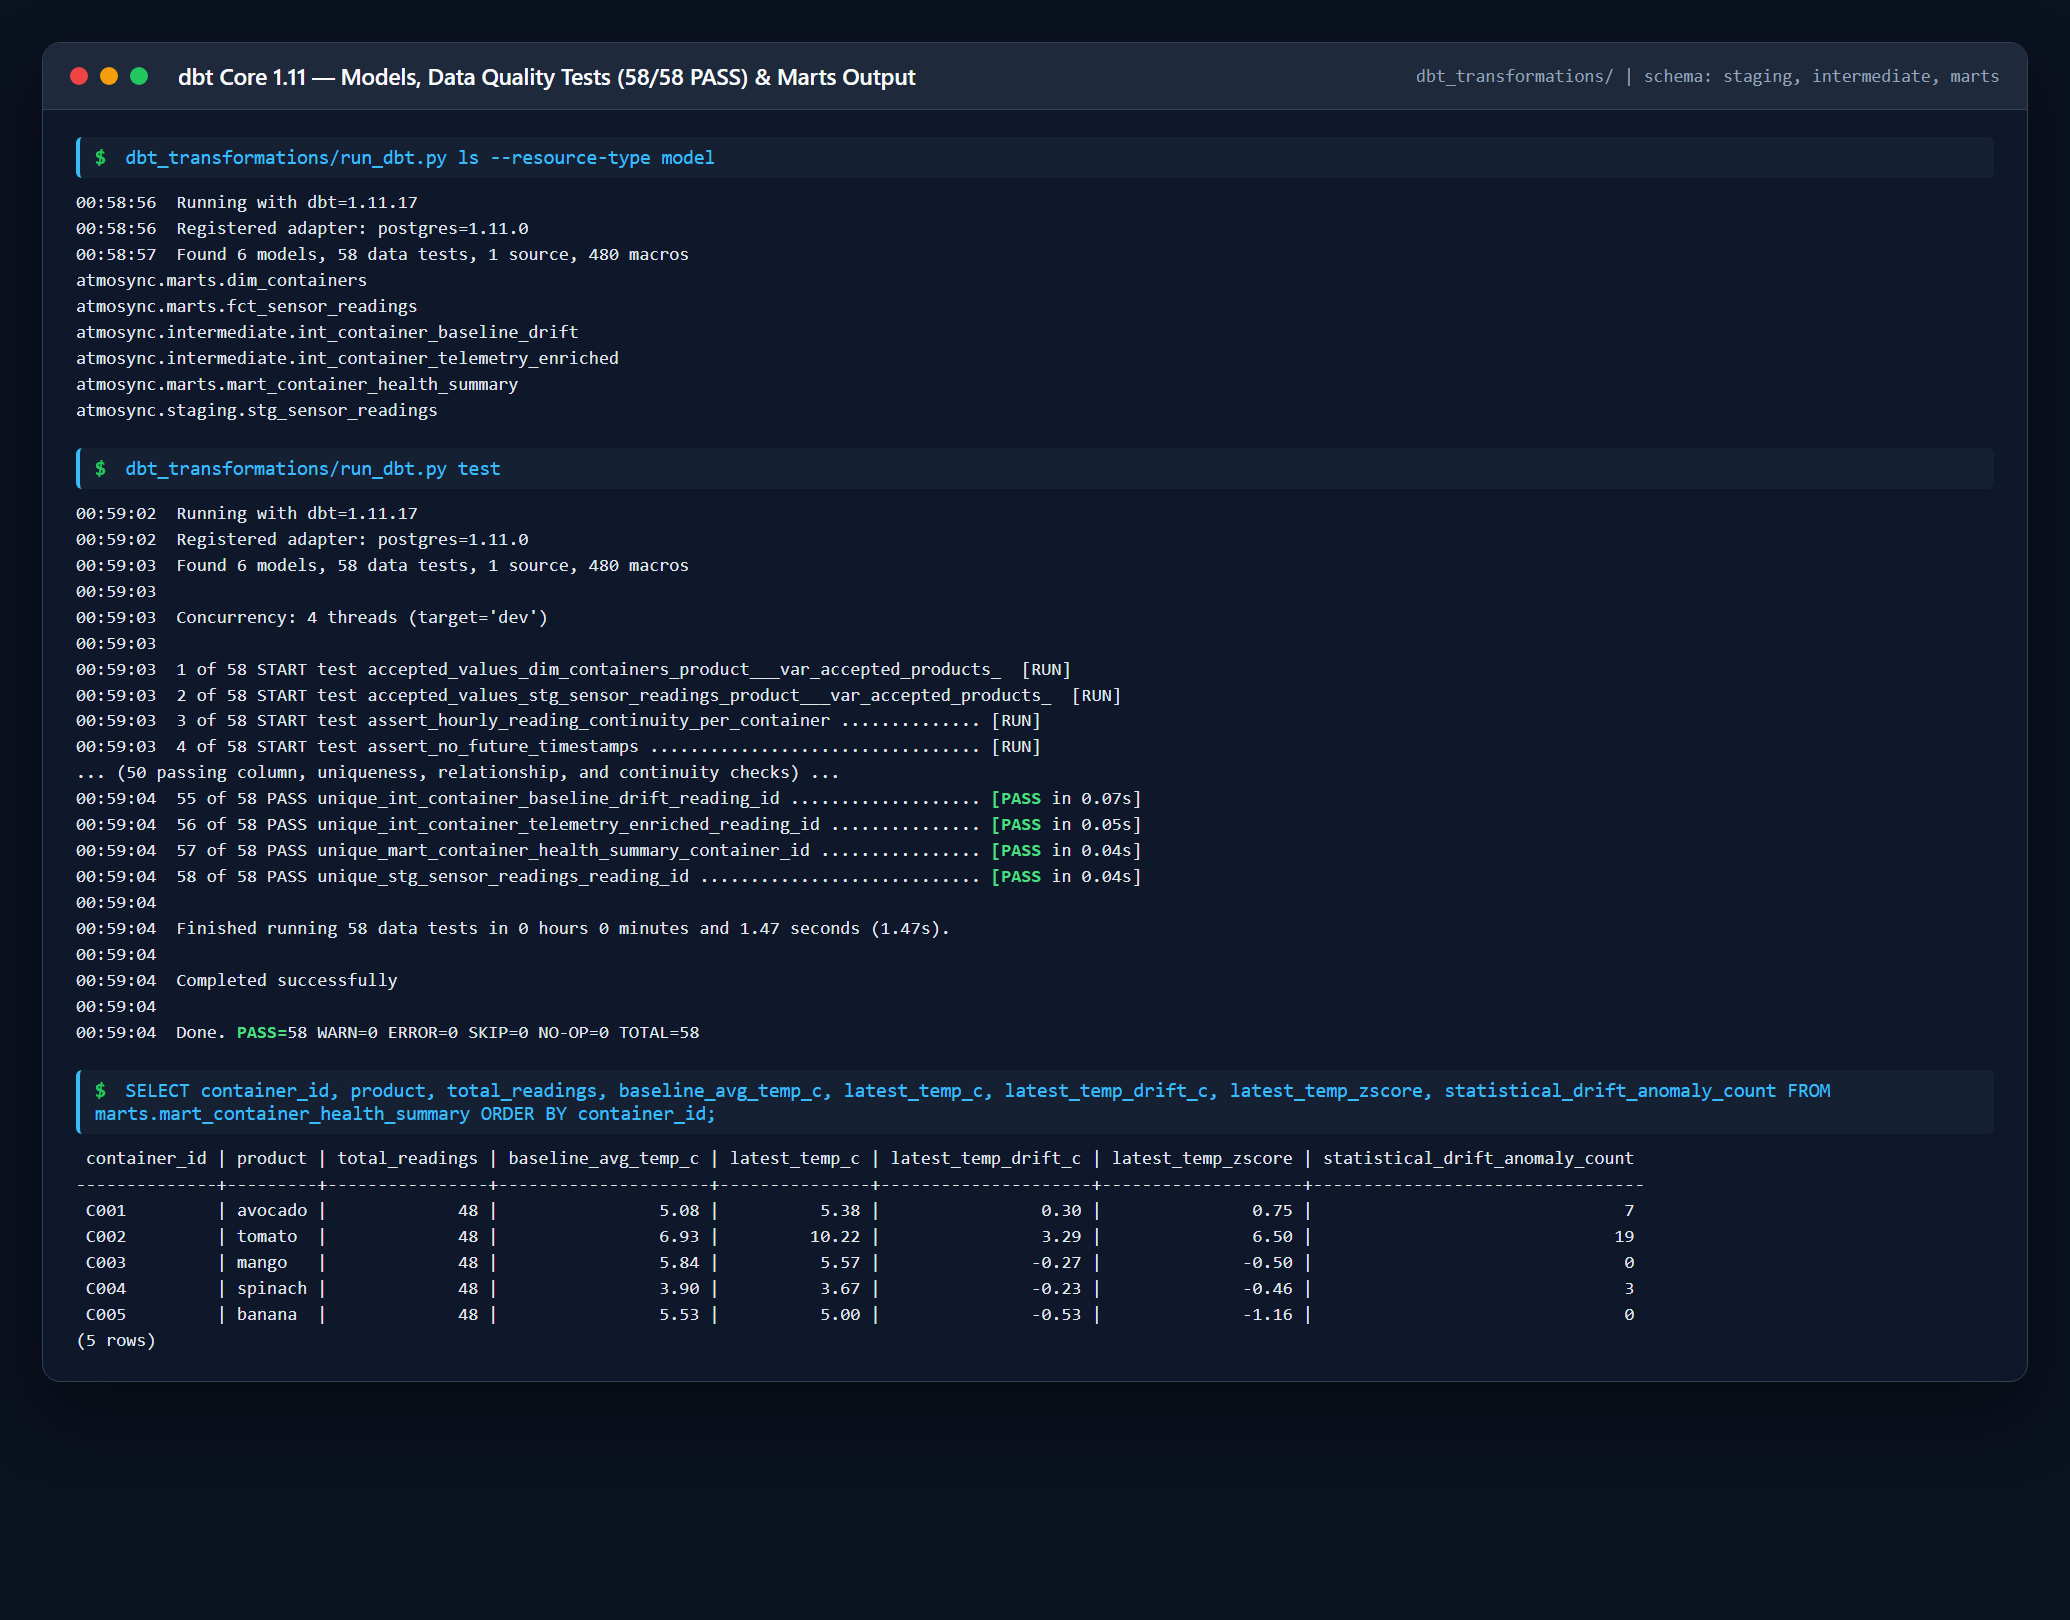 dbt Core 1.11 — Models, Data Quality Tests (58/58 PASS) & Marts Output
dbt_transformations/ | schema: staging, intermediate, marts
$ dbt_transformations/run_dbt.py ls --resource-type model
00:58:56  Running with dbt=1.11.17
00:58:56  Registered adapter: postgres=1.11.0
00:58:57  Found 6 models, 58 data tests, 1 source, 480 macros
atmosync.marts.dim_containers
atmosync.marts.fct_sensor_readings
atmosync.intermediate.int_container_baseline_drift
atmosync.intermediate.int_container_telemetry_enriched
atmosync.marts.mart_container_health_summary
atmosync.staging.stg_sensor_readings
$ dbt_transformations/run_dbt.py test
00:59:02  Running with dbt=1.11.17
00:59:02  Registered adapter: postgres=1.11.0
00:59:03  Found 6 models, 58 data tests, 1 source, 480 macros
00:59:03
00:59:03  Concurrency: 4 threads (target='dev')
00:59:03
00:59:03  1 of 58 START test accepted_values_dim_containers_product___var_accepted_products_  [RUN]
00:59:03  2 of 58 START test accepted_values_stg_sensor_readings_product___var_accepted_products_  [RUN]
00:59:03  3 of 58 START test assert_hourly_reading_continuity_per_container .............. [RUN]
00:59:03  4 of 58 START test assert_no_future_timestamps ................................. [RUN]
... (50 passing column, uniqueness, relationship, and continuity checks) ...
00:59:04  55 of 58 PASS unique_int_container_baseline_drift_reading_id ................... [PASS in 0.07s]
00:59:04  56 of 58 PASS unique_int_container_telemetry_enriched_reading_id ............... [PASS in 0.05s]
00:59:04  57 of 58 PASS unique_mart_container_health_summary_container_id ................ [PASS in 0.04s]
00:59:04  58 of 58 PASS unique_stg_sensor_readings_reading_id ............................ [PASS in 0.04s]
00:59:04
00:59:04  Finished running 58 data tests in 0 hours 0 minutes and 1.47 seconds (1.47s).
00:59:04
00:59:04  Completed successfully
00:59:04
00:59:04  Done. PASS=58 WARN=0 ERROR=0 SKIP=0 NO-OP=0 TOTAL=58
$ SELECT container_id, product, total_readings, baseline_avg_temp_c, latest_temp_c, latest_temp_drift_c, latest_temp_zscore, statistical_drift_anomaly_count FROM
marts.mart_container_health_summary ORDER BY container_id;
 container_id | product | total_readings | baseline_avg_temp_c | latest_temp_c | latest_temp_drift_c | latest_temp_zscore | statistical_drift_anomaly_count
--------------+---------+----------------+---------------------+---------------+---------------------+--------------------+---------------------------------
 C001         | avocado |             48 |                5.08 |          5.38 |                0.30 |               0.75 |                               7
 C002         | tomato  |             48 |                6.93 |         10.22 |                3.29 |               6.50 |                              19
 C003         | mango   |             48 |                5.84 |          5.57 |               -0.27 |              -0.50 |                               0
 C004         | spinach |             48 |                3.90 |          3.67 |               -0.23 |              -0.46 |                               3
 C005         | banana  |             48 |                5.53 |          5.00 |               -0.53 |              -1.16 |                               0
(5 rows)